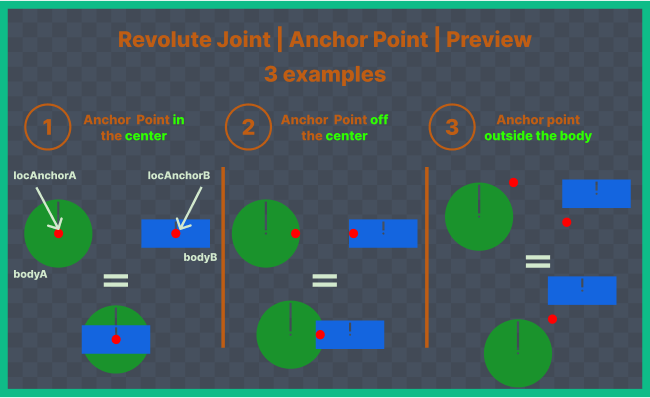 Revolute Joint | Anchor Point | Preview
3 examples
1
Anchor Point in
the center
2
Anchor Point off
the center
3
Anchor point
outside the body
locAnchorA
locAnchorB
bodyB
bodyA